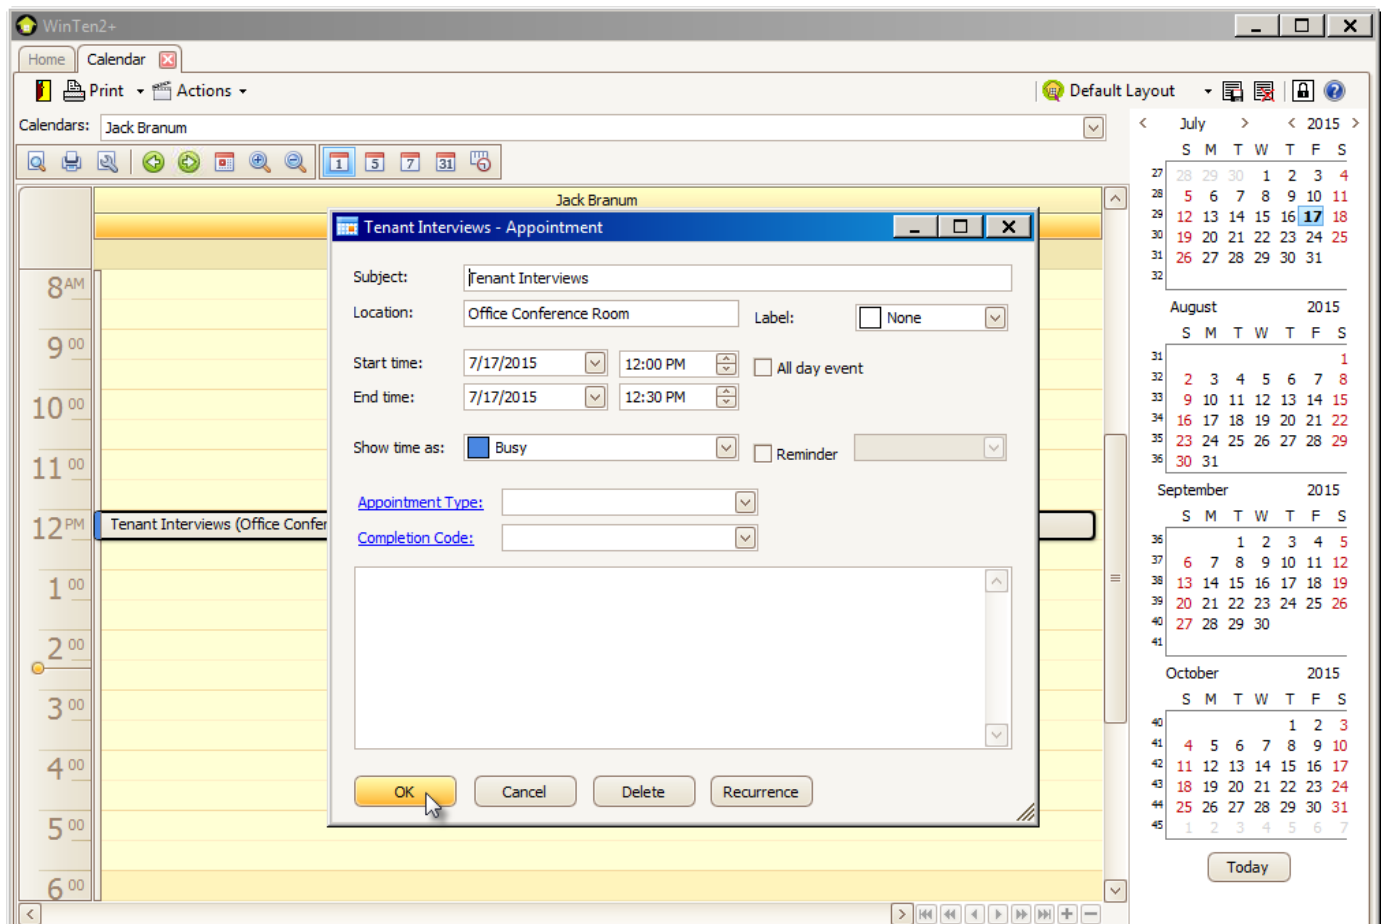 WinTen2+
Home Calendar
Print Actions Default Layout
Calendars: Jack Branum
1 5 7 31
Jack Branum
Tenant Interviews - Appointment
Subject: Tenant Interviews
Location: Office Conference Room Label: None
Start time: 7/17/2015 12:00 PM All day event
End time: 7/17/2015 12:30 PM
Show time as: Busy Reminder
Appointment Type:
Completion Code:
OK Cancel Delete Recurrence
8 AM
9 00
10 00
11 00
12 PM Tenant Interviews (Office Confer
1 00
2 00
3 00
4 00
5 00
6 00
July 2015
S M T W T F S
27 28 29 30 1 2 3 4
28 5 6 7 8 9 10 11
29 12 13 14 15 16 17 18
30 19 20 21 22 23 24 25
31 26 27 28 29 30 31
32
August 2015
S M T W T F S
31 1
32 2 3 4 5 6 7 8
33 9 10 11 12 13 14 15
34 16 17 18 19 20 21 22
35 23 24 25 26 27 28 29
36 30 31
September 2015
S M T W T F S
36 1 2 3 4 5
37 6 7 8 9 10 11 12
38 13 14 15 16 17 18 19
39 20 21 22 23 24 25 26
40 27 28 29 30
41
October 2015
S M T W T F S
40 1 2 3
41 4 5 6 7 8 9 10
42 11 12 13 14 15 16 17
43 18 19 20 21 22 23 24
44 25 26 27 28 29 30 31
45 1 2 3 4 5 6 7
Today